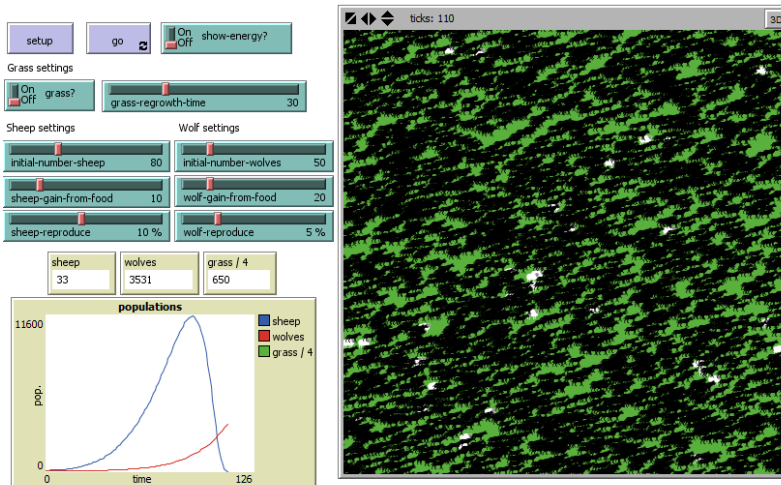 setup
go
On
Off
show-energy?
Grass settings
On
Off
grass?
grass-regrowth-time 30
Sheep settings
Wolf settings
initial-number-sheep 80
initial-number-wolves 50
sheep-gain-from-food 10
wolf-gain-from-food 20
sheep-reproduce 10 %
wolf-reproduce 5 %
sheep
33
wolves
3531
grass / 4
650
populations
11600
pop.
0
0 time 126
sheep
wolves
grass / 4
ticks: 110
3D